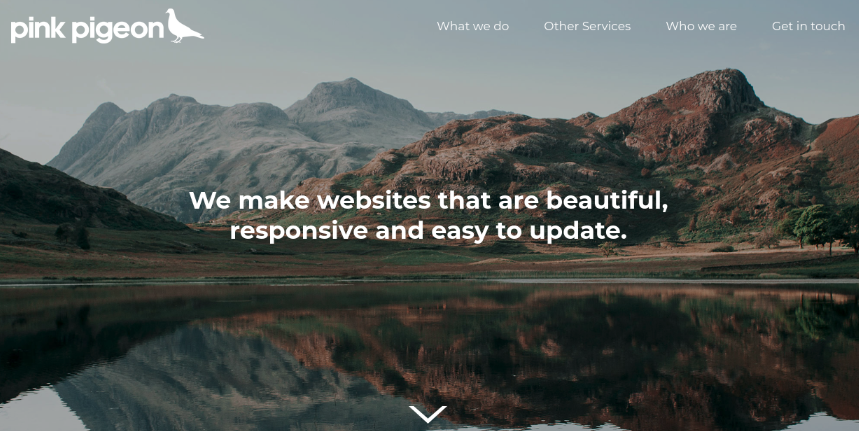 pink pigeon
What we do
Other Services
Who we are
Get in touch
We make websites that are beautiful,
responsive and easy to update.